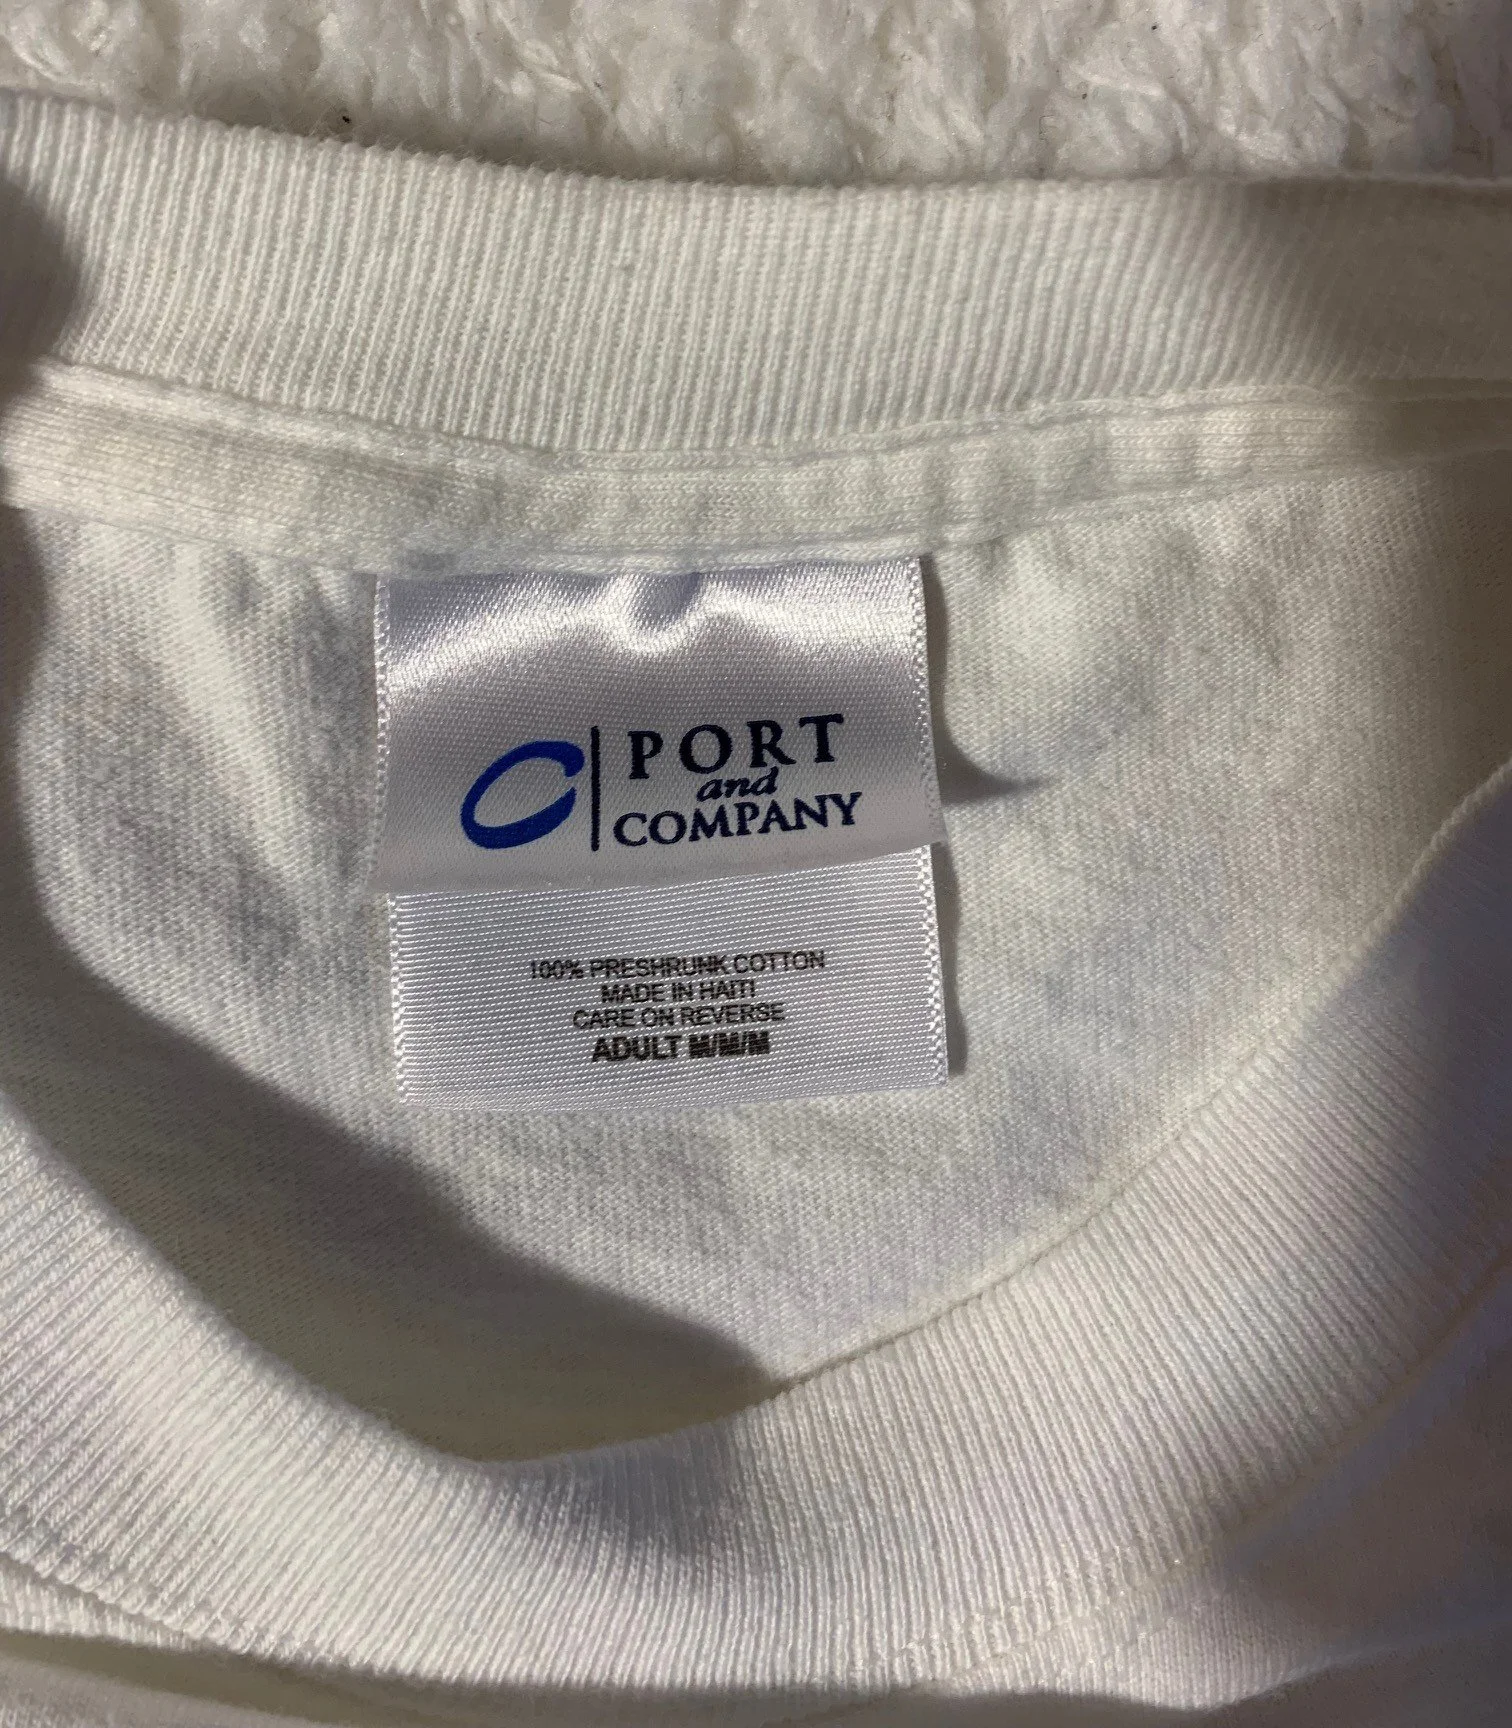 PORT
and
COMPANY
100% PRESHRUNK COTTON
MADE IN HAITI
CARE ON REVERSE
ADULT M/M/M